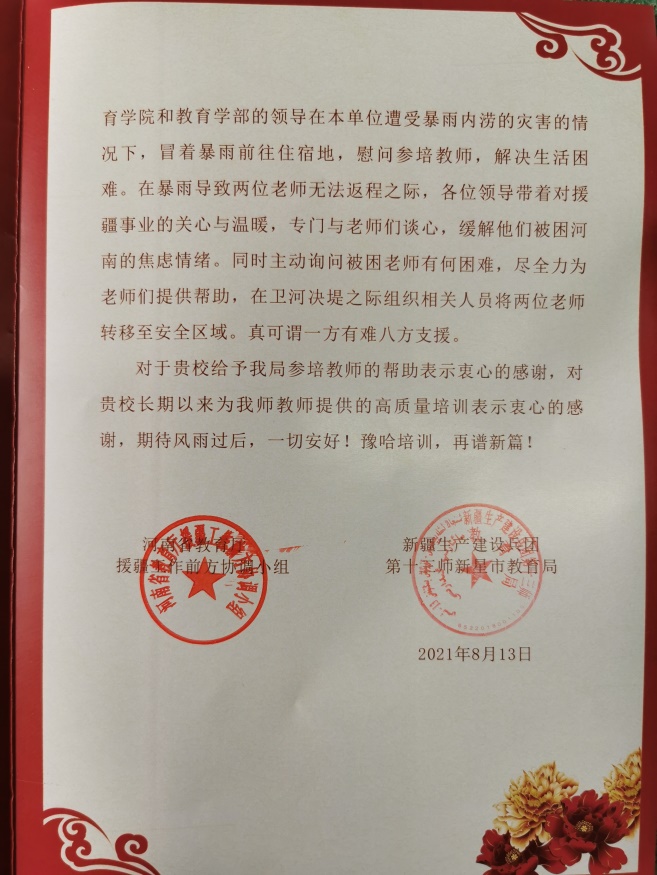 育学院和教育学部的领导在本单位遭受暴雨内涝的灾害的情
况下，冒着暴雨前往住宿地，慰问参培教师，解决生活困
难。在暴雨导致两位老师无法返程之际，各位领导带着对援
疆事业的关心与温暖，专门与老师们谈心，缓解他们被困河
南的焦虑情绪。同时主动询问被困老师有何困难，尽全力为
老师们提供帮助，在卫河决堤之际组织相关人员将两位老师
转移至安全区域。真可谓一方有难八方支援。
对于贵校给予我局参培教师的帮助表示衷心的感谢，对
贵校长期以来为我师教师提供的高质量培训表示衷心的感
谢，期待风雨过后，一切安好！豫哈培训，再谱新篇！
河南省教育厅
援疆工作前方协调小组
新疆生产建设兵团
第十三师新星市教育局
2021年8月13日